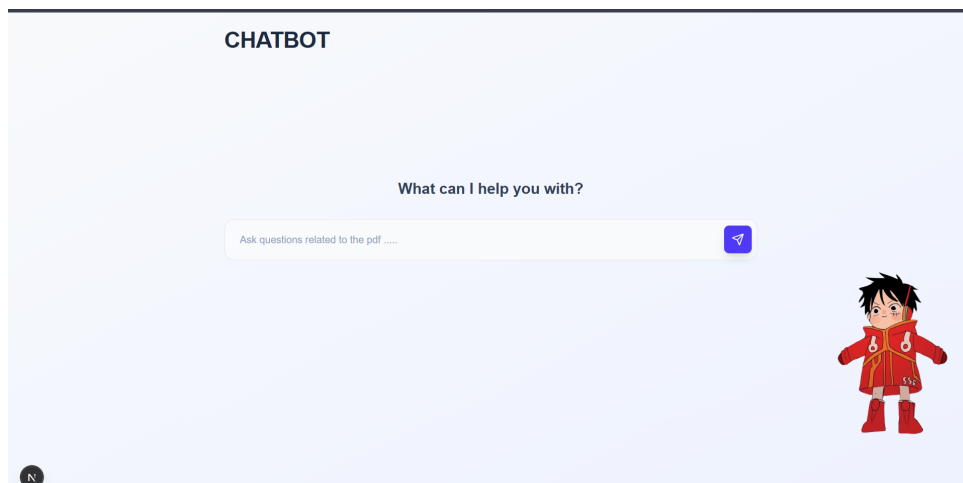 CHATBOT
What can I help you with?
Ask questions related to the pdf .....
N